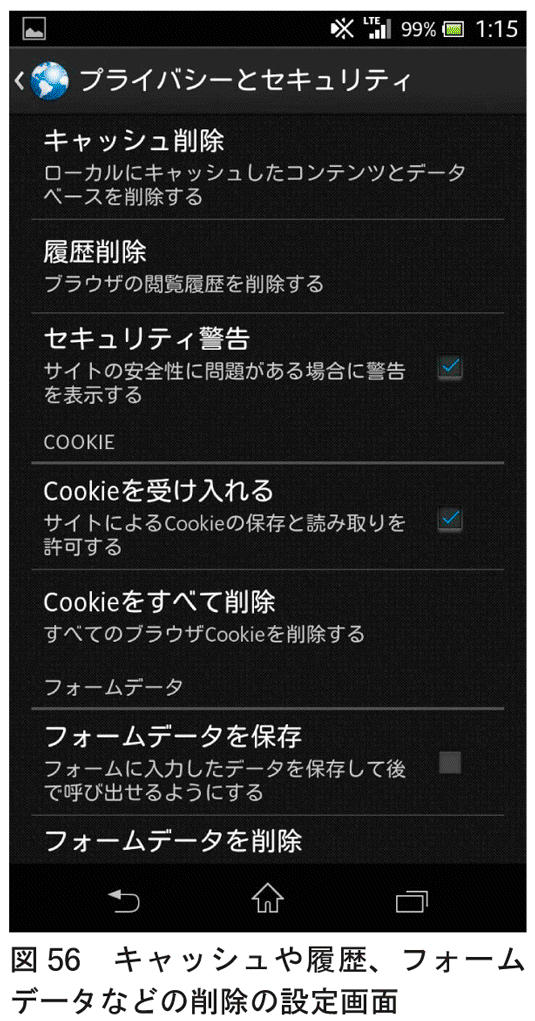 LTE 99% 1:15
プライバシーとセキュリティ
キャッシュ削除
ローカルにキャッシュしたコンテンツとデータ
ベースを削除する
履歴削除
ブラウザの閲覧履歴を削除する
セキュリティ警告
サイトの安全性に問題がある場合に警告
を表示する
COOKIE
Cookieを受け入れる
サイトによるCookieの保存と読み取りを
許可する
Cookieをすべて削除
すべてのブラウザCookieを削除する
フォームデータ
フォームデータを保存
フォームに入力したデータを保存して後
で呼び出せるようにする
フォームデータを削除
図 56　キャッシュや履歴、フォーム
データなどの削除の設定画面